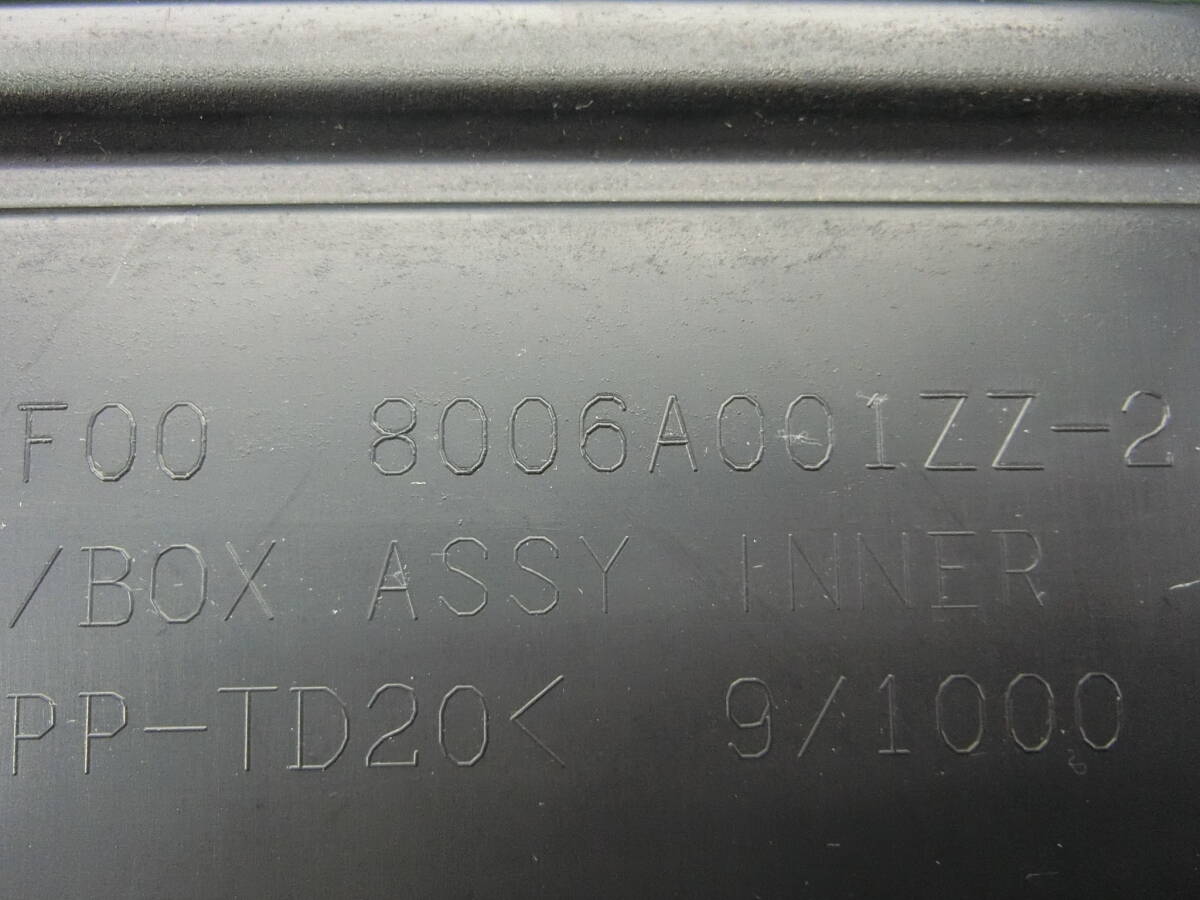 F00 8006A001ZZ-2
/BOX ASSY INNER
PP-TD20< 9/1000